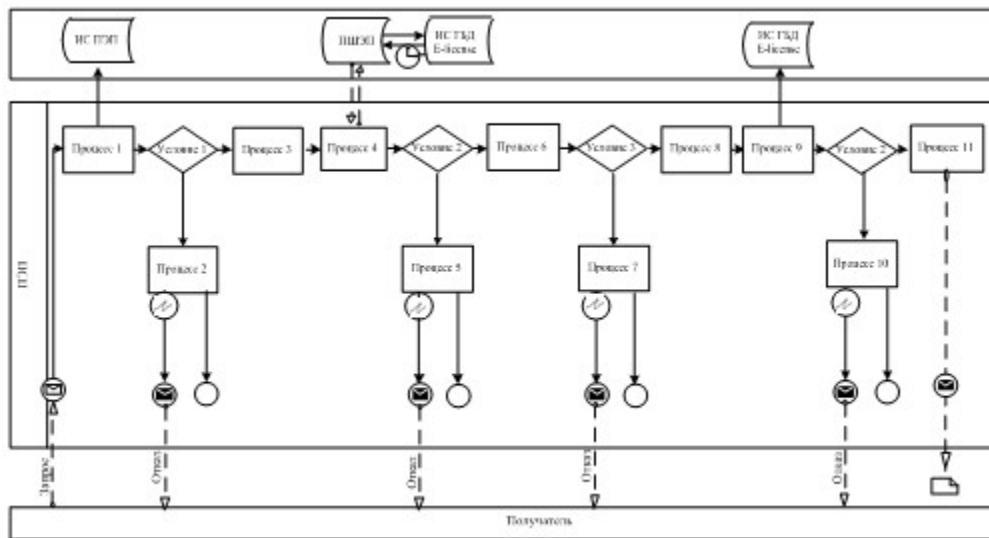 ИС ПЭП
ПШЭП
ИС ГБД
E-license
ИС ГБД
E-license
Процесс 1
Условие 1
Процесс 3
Процесс 4
Условие 2
Процесс 6
Условие 3
Процесс 8
Процесс 9
Условие 2
Процесс 11
Процесс 2
Процесс 5
Процесс 7
Процесс 10
ПЭП
Запрос
Отказ
Отказ
Отказ
Отказ
Получатель